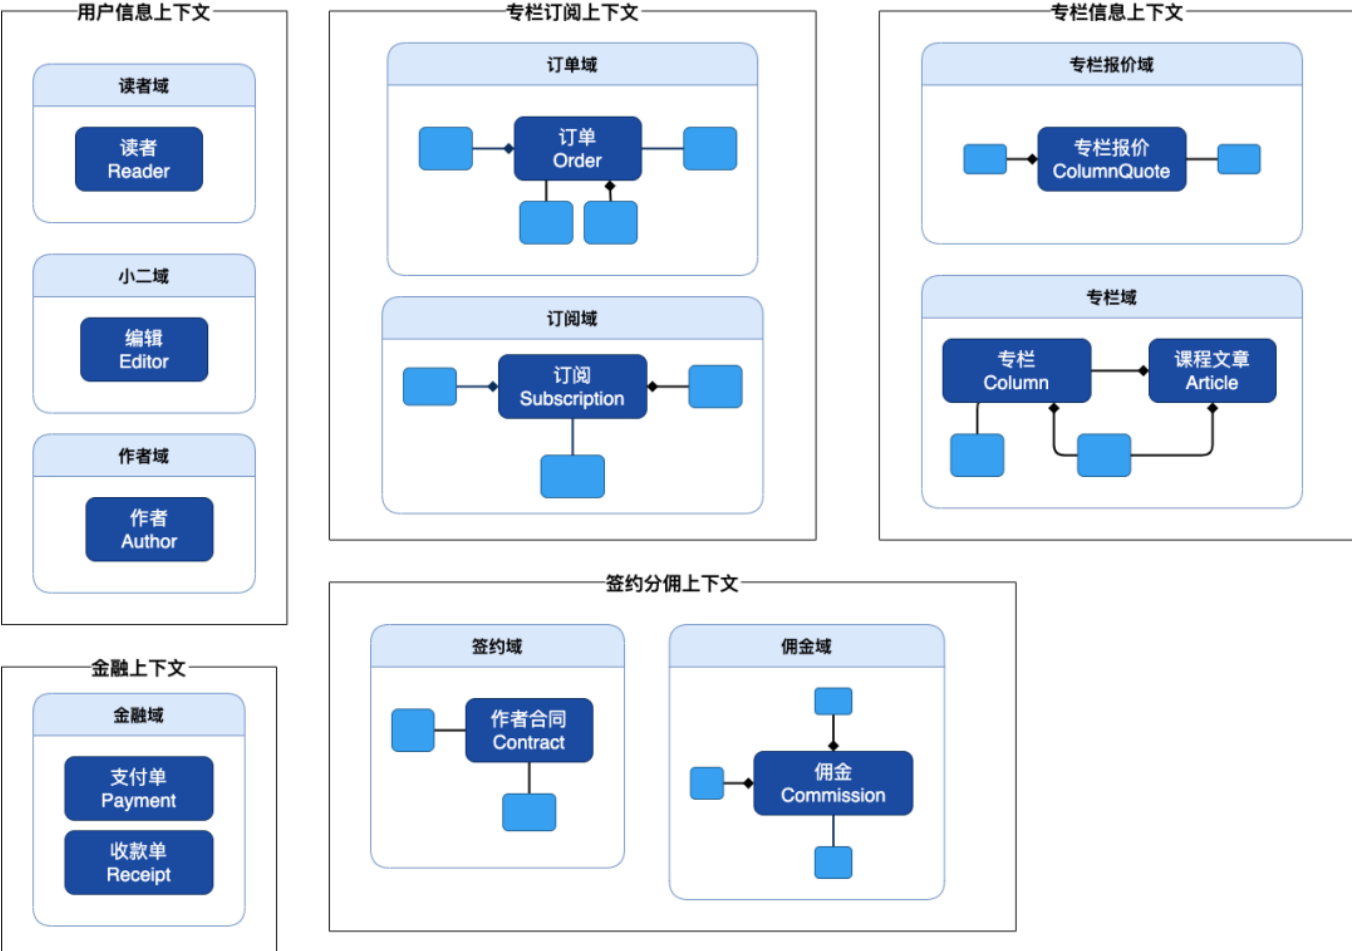 用户信息上下文
读者域
读者
Reader
小二域
编辑
Editor
作者域
作者
Author
专栏订阅上下文
订单域
订单
Order
订阅域
订阅
Subscription
专栏信息上下文
专栏报价域
专栏报价
ColumnQuote
专栏域
专栏
Column
课程文章
Article
金融上下文
金融域
支付单
Payment
收款单
Receipt
签约分佣上下文
签约域
作者合同
Contract
佣金域
佣金
Commission